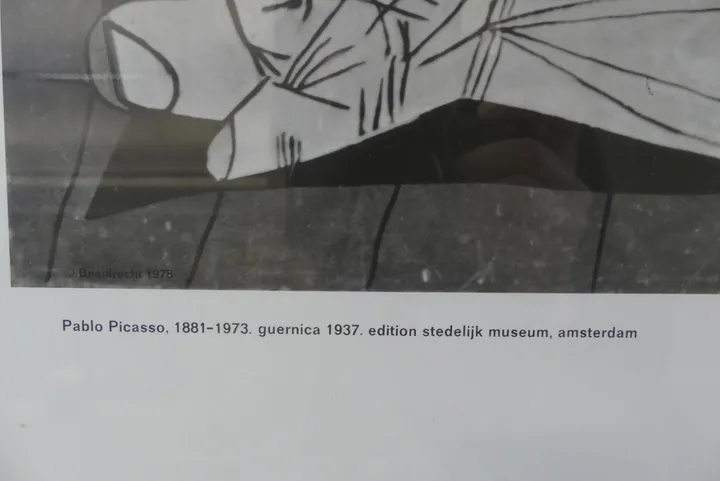 © Beeldrecht 1978
Pablo Picasso, 1881-1973. guernica 1937. edition stedelijk museum, amsterdam